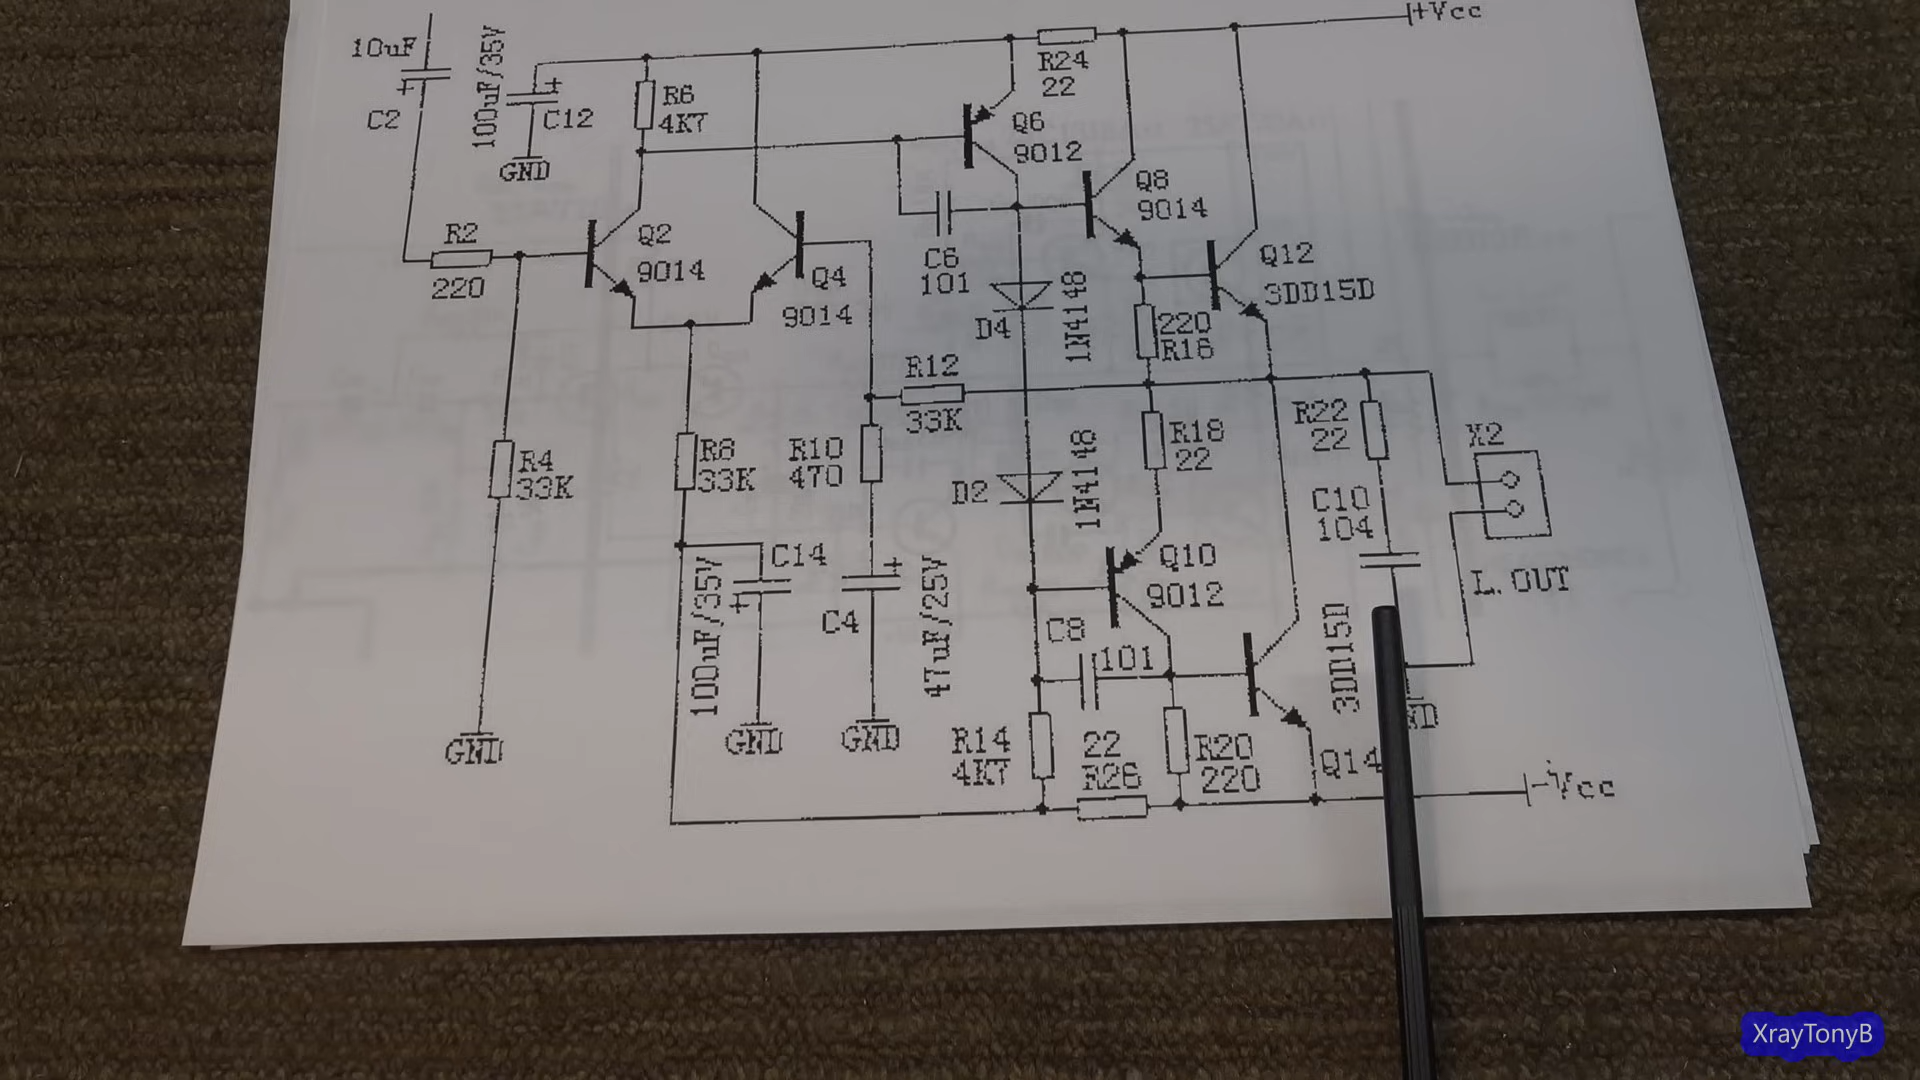 +Vcc
10uF
C2
100uF/35V
C12
GND
R6
4K7
R24
22
Q6
9012
Q8
9014
R2
220
Q2
9014
Q4
9014
C6
101
D4
1N4148
220
R16
Q12
3DD15D
R12
33K
R4
33K
R8
33K
R10
470
D2
1N4148
R18
22
R22
22
X2
C10
104
L.OUT
C14
100uF/35V
C4
47uF/25V
Q10
9012
C8
101
3DD15D
GND
GND
GND
R14
4K7
22
R26
R20
220
Q14
-Vcc
XrayTonyB